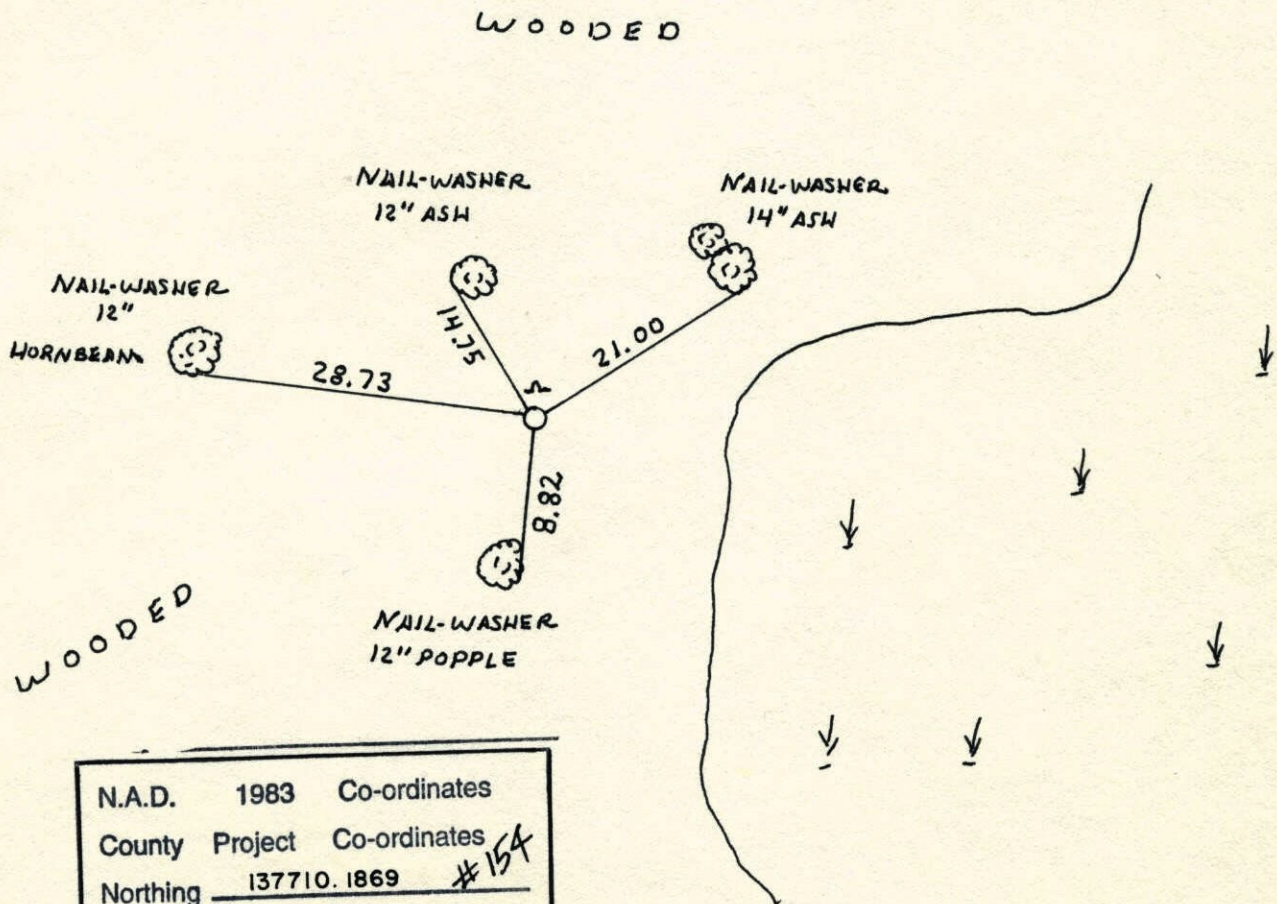 WOODED
NAIL-WASHER
12" ASH
NAIL-WASHER
14" ASH
NAIL-WASHER
12"
HORNBEAM
14.75
21.00
28.73
8.82
NAIL-WASHER
12" POPPLE
WOODED
N.A.D. 1983 Co-ordinates
County Project Co-ordinates
#154
Northing 137710.1869